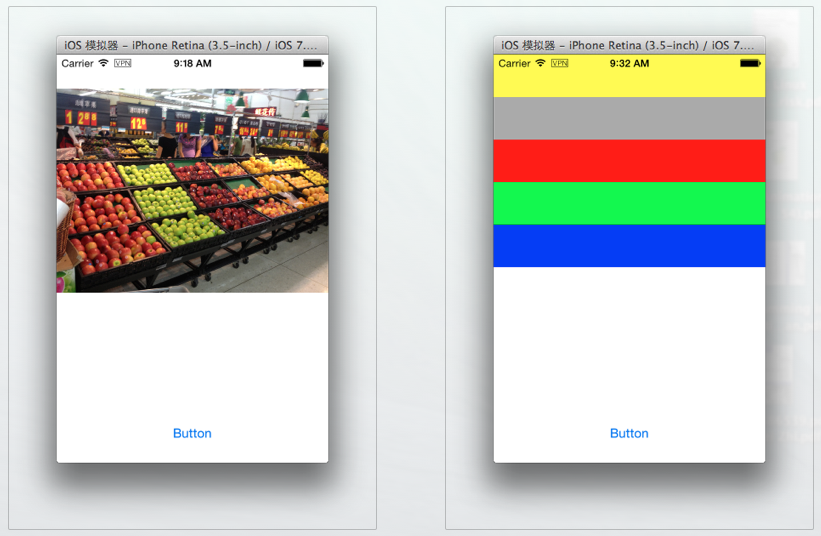 iOS 模拟器 – iPhone Retina (3.5-inch) / iOS 7....
Carrier VPN 9:18 AM
Button
iOS 模拟器 – iPhone Retina (3.5-inch) / iOS 7....
Carrier VPN 9:32 AM
Button